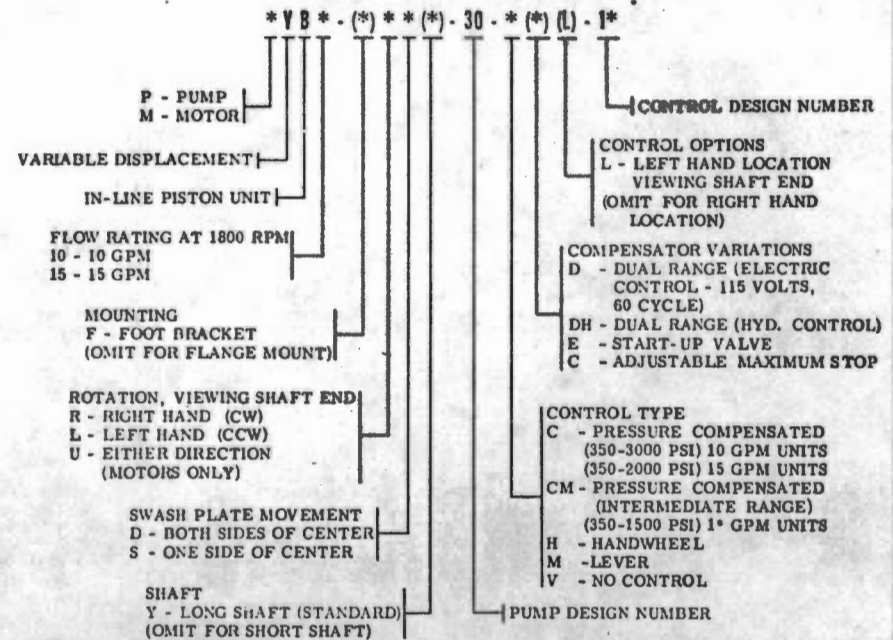 * V B * - (*) * * (*) - 30 - * (*) (L) - 1*
P - PUMP
M - MOTOR
VARIABLE DISPLACEMENT
IN-LINE PISTON UNIT
FLOW RATING AT 1800 RPM
10 - 10 GPM
15 - 15 GPM
MOUNTING
F - FOOT BRACKET
(OMIT FOR FLANGE MOUNT)
ROTATION, VIEWING SHAFT END
R - RIGHT HAND (CW)
L - LEFT HAND (CCW)
U - EITHER DIRECTION
(MOTORS ONLY)
SWASH PLATE MOVEMENT
D - BOTH SIDES OF CENTER
S - ONE SIDE OF CENTER
SHAFT
Y - LONG SHAFT (STANDARD)
(OMIT FOR SHORT SHAFT)
CONTROL DESIGN NUMBER
CONTROL OPTIONS
L - LEFT HAND LOCATION
VIEWING SHAFT END
(OMIT FOR RIGHT HAND
LOCATION)
COMPENSATOR VARIATIONS
D - DUAL RANGE (ELECTRIC
CONTROL - 115 VOLTS,
60 CYCLE)
DH - DUAL RANGE (HYD. CONTROL)
E - START-UP VALVE
C - ADJUSTABLE MAXIMUM STOP
CONTROL TYPE
C - PRESSURE COMPENSATED
(350-3000 PSI) 10 GPM UNITS
(350-2000 PSI) 15 GPM UNITS
CM - PRESSURE COMPENSATED
(INTERMEDIATE RANGE)
(350-1500 PSI) 1* GPM UNITS
H - HANDWHEEL
M - LEVER
V - NO CONTROL
PUMP DESIGN NUMBER